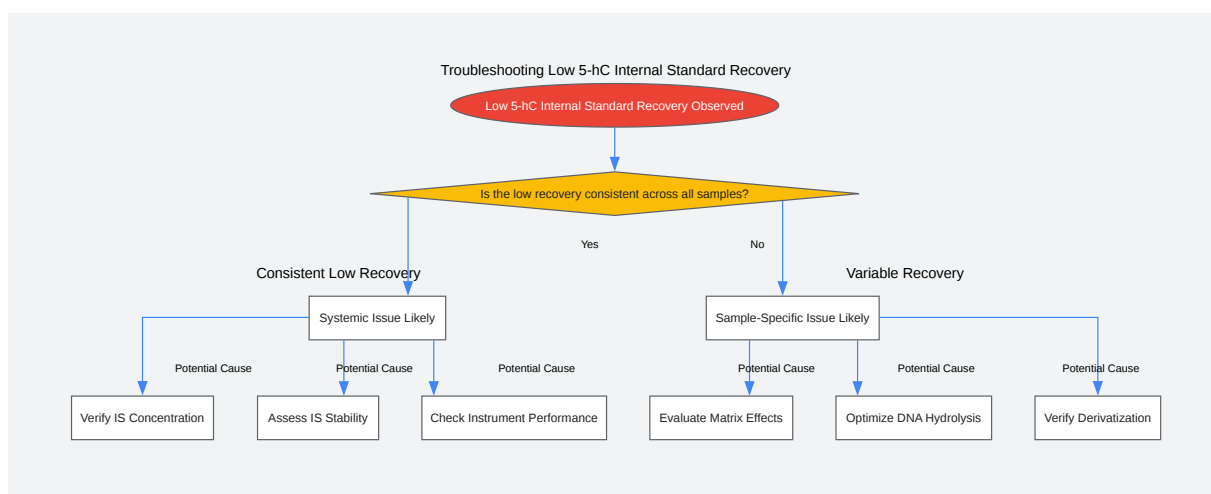 Troubleshooting Low 5-hC Internal Standard Recovery
Low 5-hC Internal Standard Recovery Observed
Is the low recovery consistent across all samples?
Yes
No
Consistent Low Recovery
Variable Recovery
Systemic Issue Likely
Sample-Specific Issue Likely
Potential Cause
Potential Cause
Potential Cause
Potential Cause
Potential Cause
Potential Cause
Verify IS Concentration
Assess IS Stability
Check Instrument Performance
Evaluate Matrix Effects
Optimize DNA Hydrolysis
Verify Derivatization